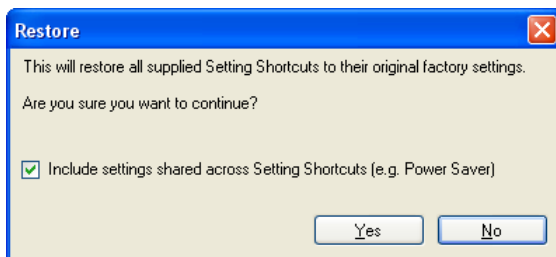 Restore
This will restore all supplied Setting Shortcuts to their original factory settings.
Are you sure you want to continue?
Include settings shared across Setting Shortcuts (e.g. Power Saver)
Yes
No